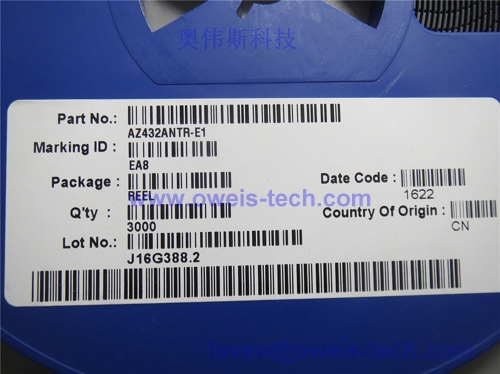 奥伟斯科技
Part No.:
AZ432ANTR-E1
Marking ID :
EA8
Package :
REEL
Date Code :
1622
www.oweis-tech.com
Q'ty :
3000
Country Of Origin :
CN
Lot No.:
J16G388.2